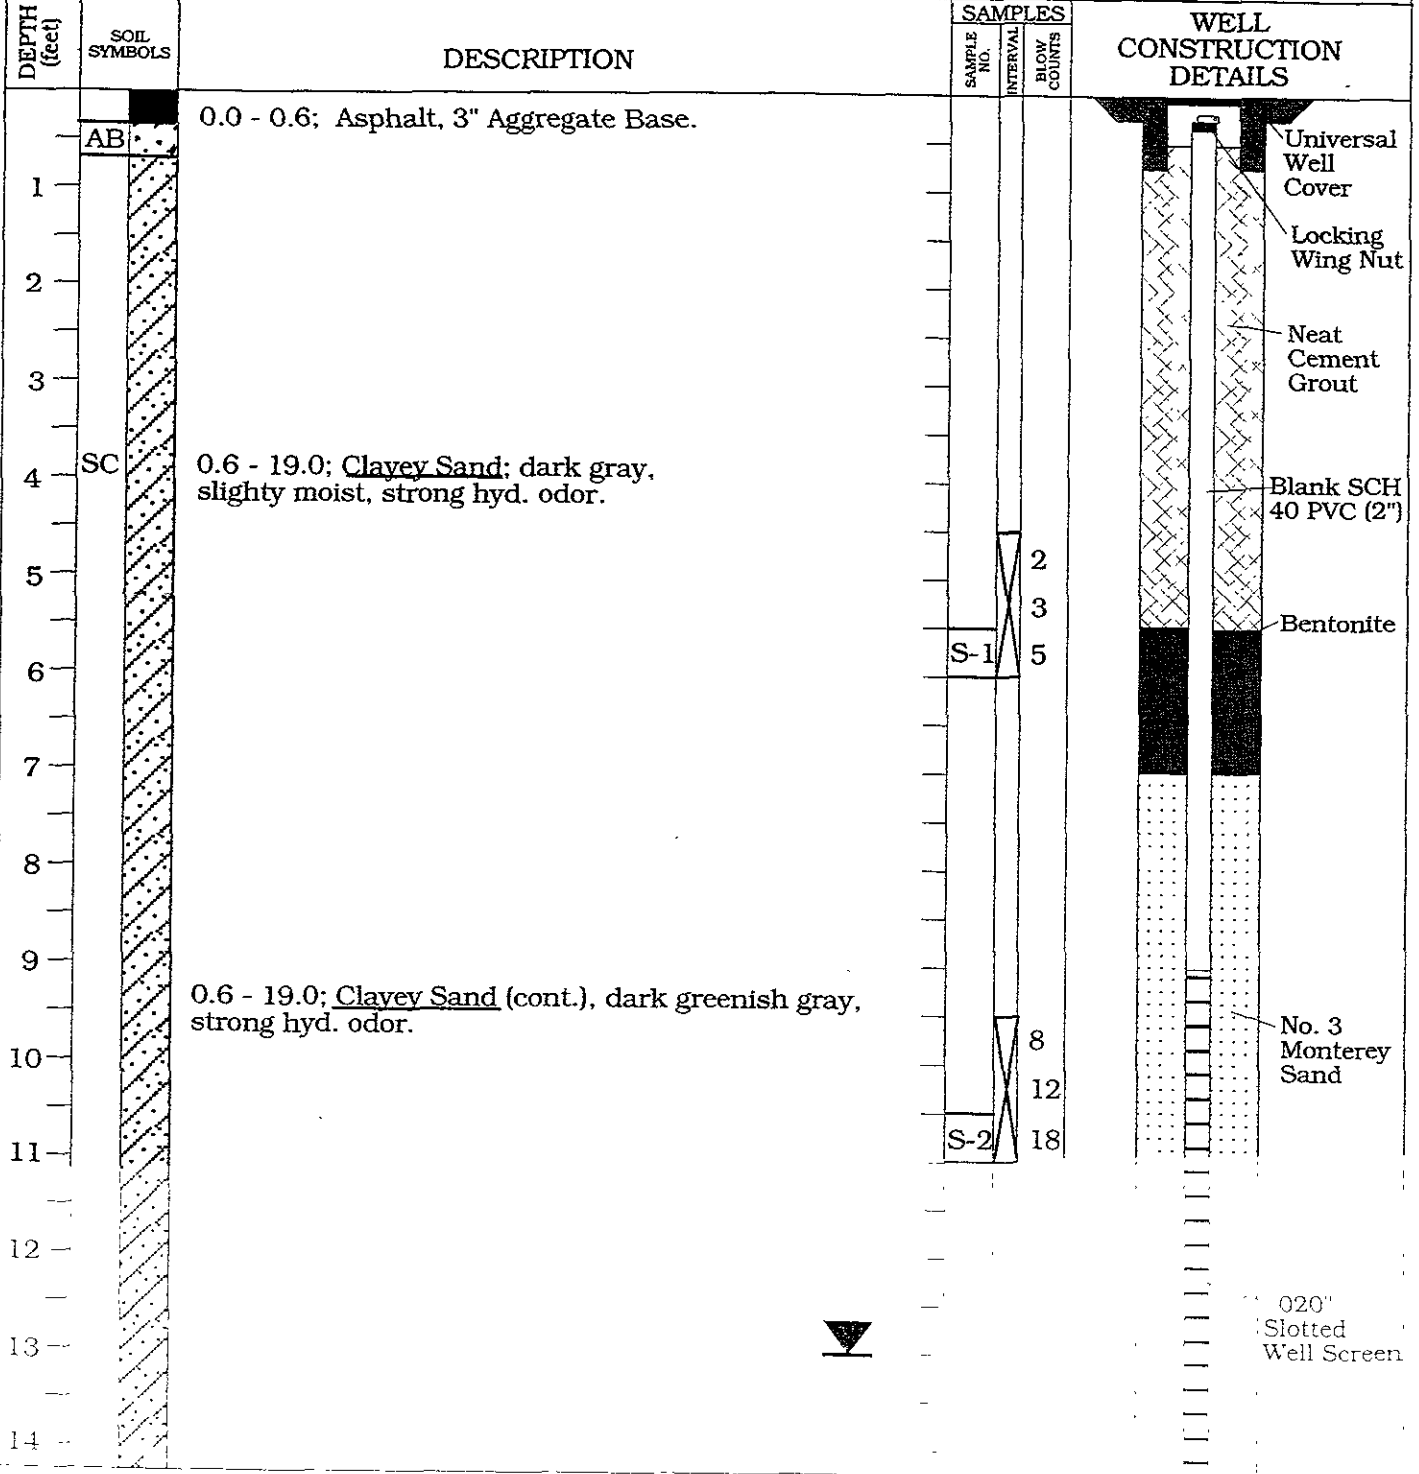 DEPTH
(feet)
SOIL
SYMBOLS
DESCRIPTION
SAMPLES
SAMPLE
NO.
INTERVAL
BLOW
COUNTS
WELL
CONSTRUCTION
DETAILS
0.0 - 0.6; Asphalt, 3" Aggregate Base.
AB
Universal
Well
Cover
1
Locking
Wing Nut
2
Neat
Cement
Grout
3
SC
0.6 - 19.0; Clayey Sand; dark gray,
slighty moist, strong hyd. odor.
4
Blank SCH
40 PVC (2")
2
5
3
Bentonite
S-1
5
6
7
8
9
0.6 - 19.0; Clayey Sand (cont.), dark greenish gray,
strong hyd. odor.
8
No. 3
Monterey
Sand
10
12
S-2
18
11
12
020"
Slotted
Well Screen
13
14